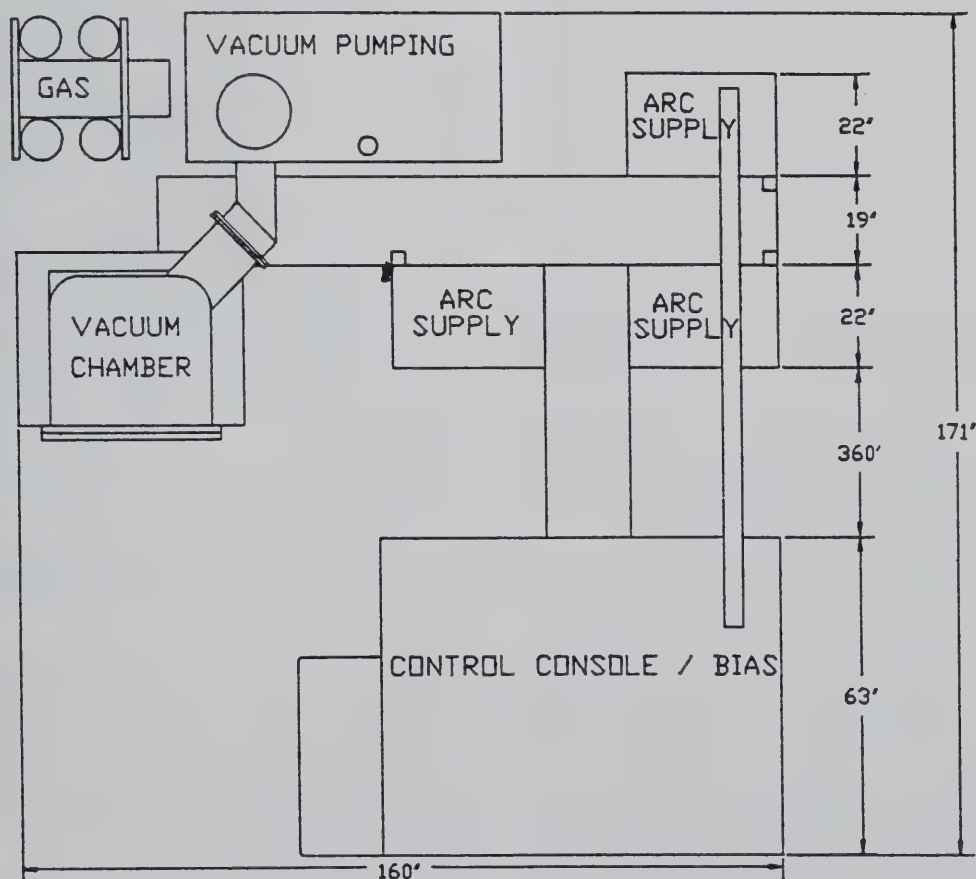 VACUUM PUMPING
GAS
ARC
SUPPLY
22"
19"
ARC
SUPPLY
ARC
SUPPLY
22"
VACUUM
CHAMBER
171"
360"
CONTROL CONSOLE / BIAS
63"
160"